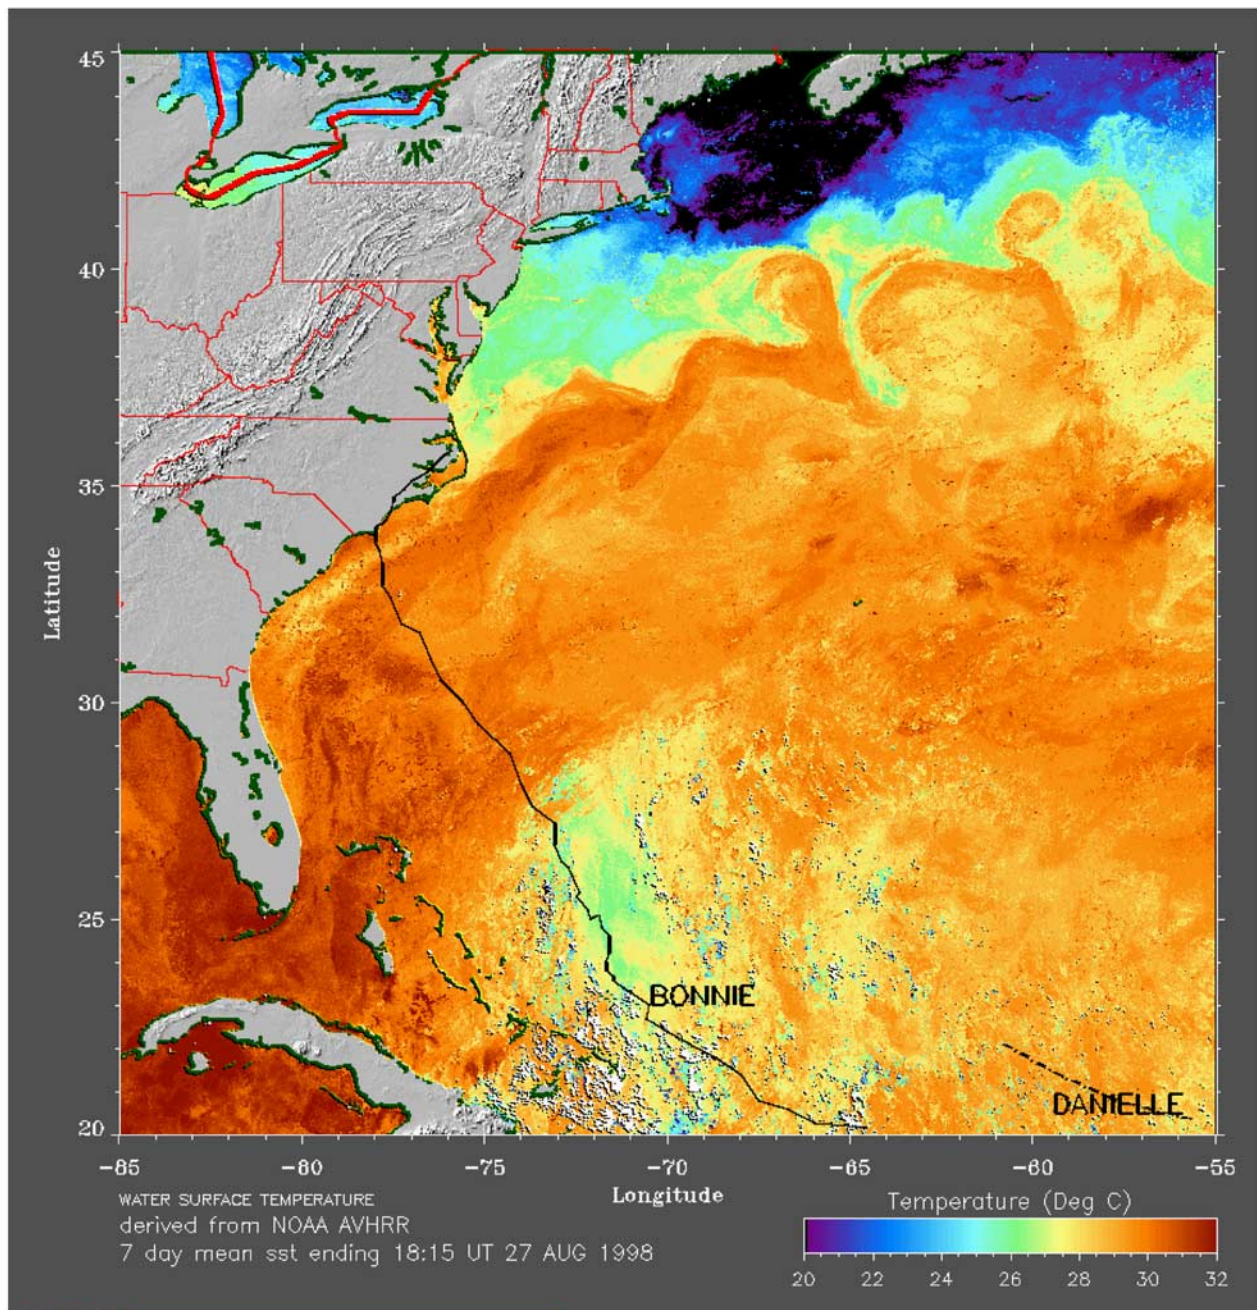 45
40
35
30
25
20
Latitude
BONNIE
DANIELLE
-85 -80 -75 -70 -65 -60 -55
Longitude
WATER SURFACE TEMPERATURE
derived from NOAA AVHRR
7 day mean sst ending 18:15 UT 27 AUG 1998
Temperature (Deg C)
20 22 24 26 28 30 32